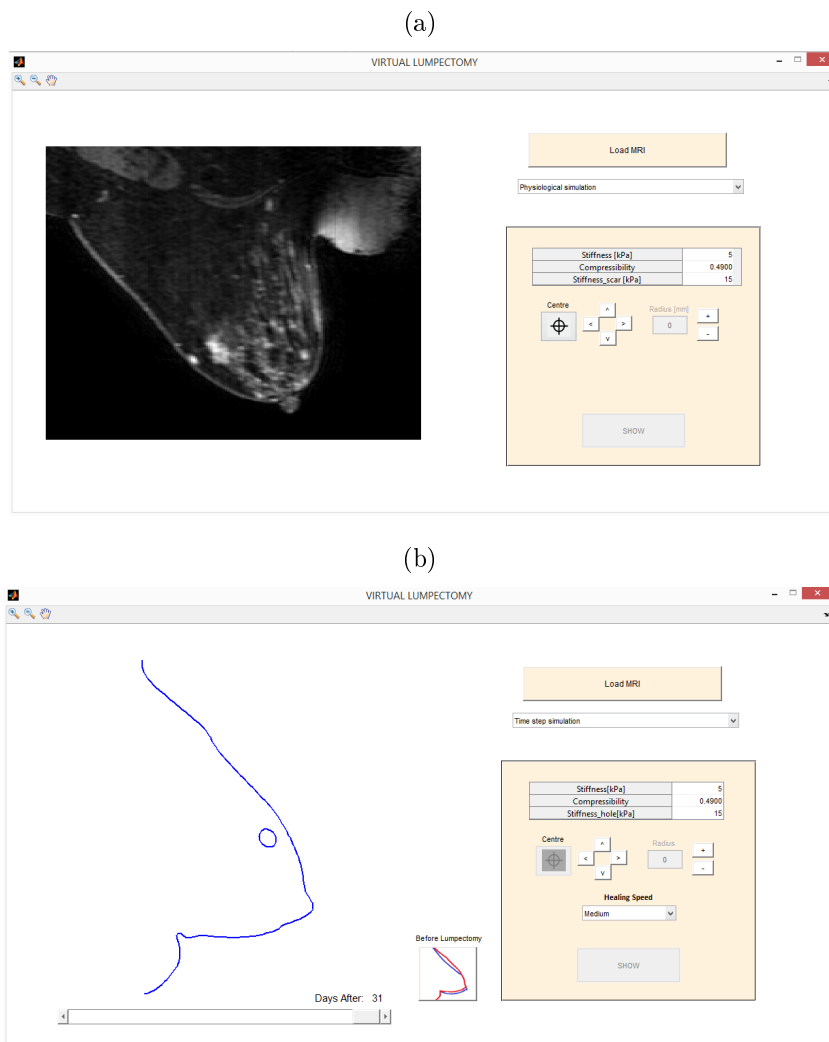 (a)
VIRTUAL LUMPECTOMY
Load MRI
Physiological simulation
Stiffness [kPa] 5
Compressibility 0.4900
Stiffness_scar [kPa] 15
Centre
Radius [mm]
^
< >
v
0
+
-
SHOW
(b)
VIRTUAL LUMPECTOMY
Load MRI
Time step simulation
Stiffness[kPa] 5
Compressibility 0.4900
Stiffness_hole[kPa] 15
Centre
Radius
^
< >
v
0
+
-
Healing Speed
Medium
Before Lumpectomy
SHOW
Days After: 31